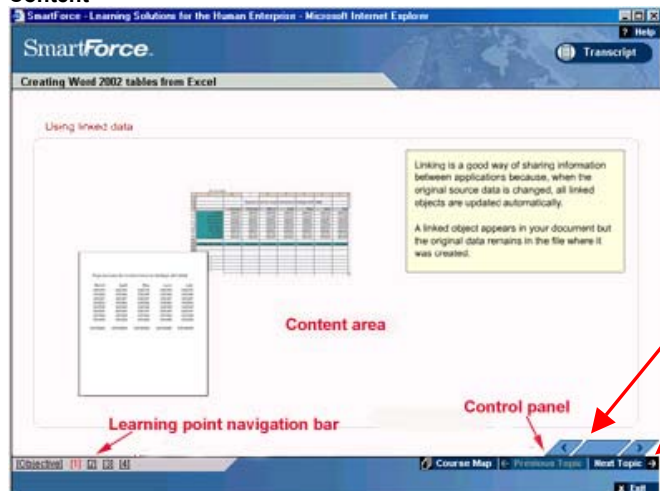 Content
SmartForce - Learning Solutions for the Human Enterprise - Microsoft Internet Explorer
? Help
SmartForce.
Transcript
Creating Word 2002 tables from Excel
Using linked data
Linking is a good way of sharing information
between applications because, when the
original source data is changed, all linked
objects are updated automatically.
A linked object appears in your document but
the original data remains in the file where it
was created.
Content area
Learning point navigation bar
Control panel
[Objective] [1] [2] [3] [4]
Course Map
Previous Topic
Next Topic
x Exit